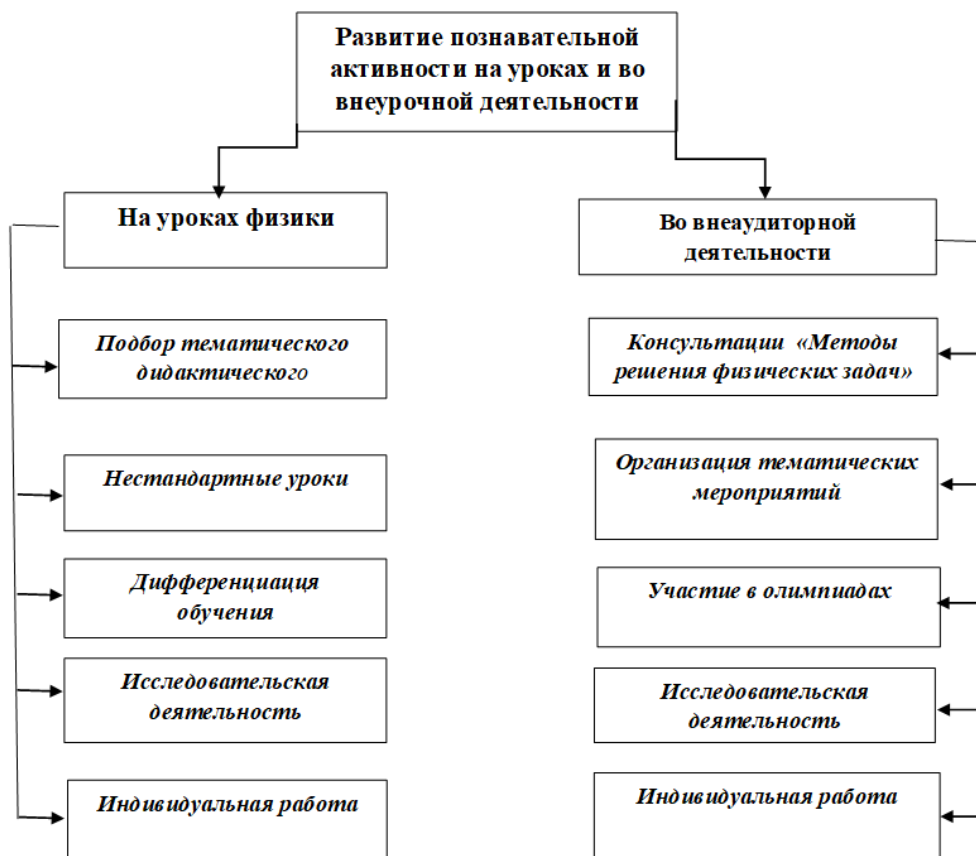 Развитие познавательной
активности на уроках и во
внеурочной деятельности
На уроках физики
Во внеаудиторной
деятельности
Подбор тематического
дидактического
Консультации «Методы
решения физических задач»
Нестандартные уроки
Организация тематических
мероприятий
Дифференциация
обучения
Участие в олимпиадах
Исследовательская
деятельность
Исследовательская
деятельность
Индивидуальная работа
Индивидуальная работа